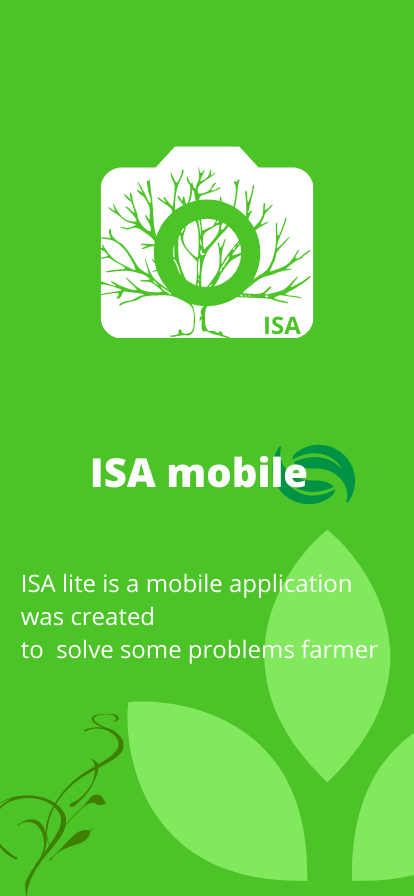 ISA
ISA mobile
ISA lite is a mobile application
was created
to  solve some problems farmer